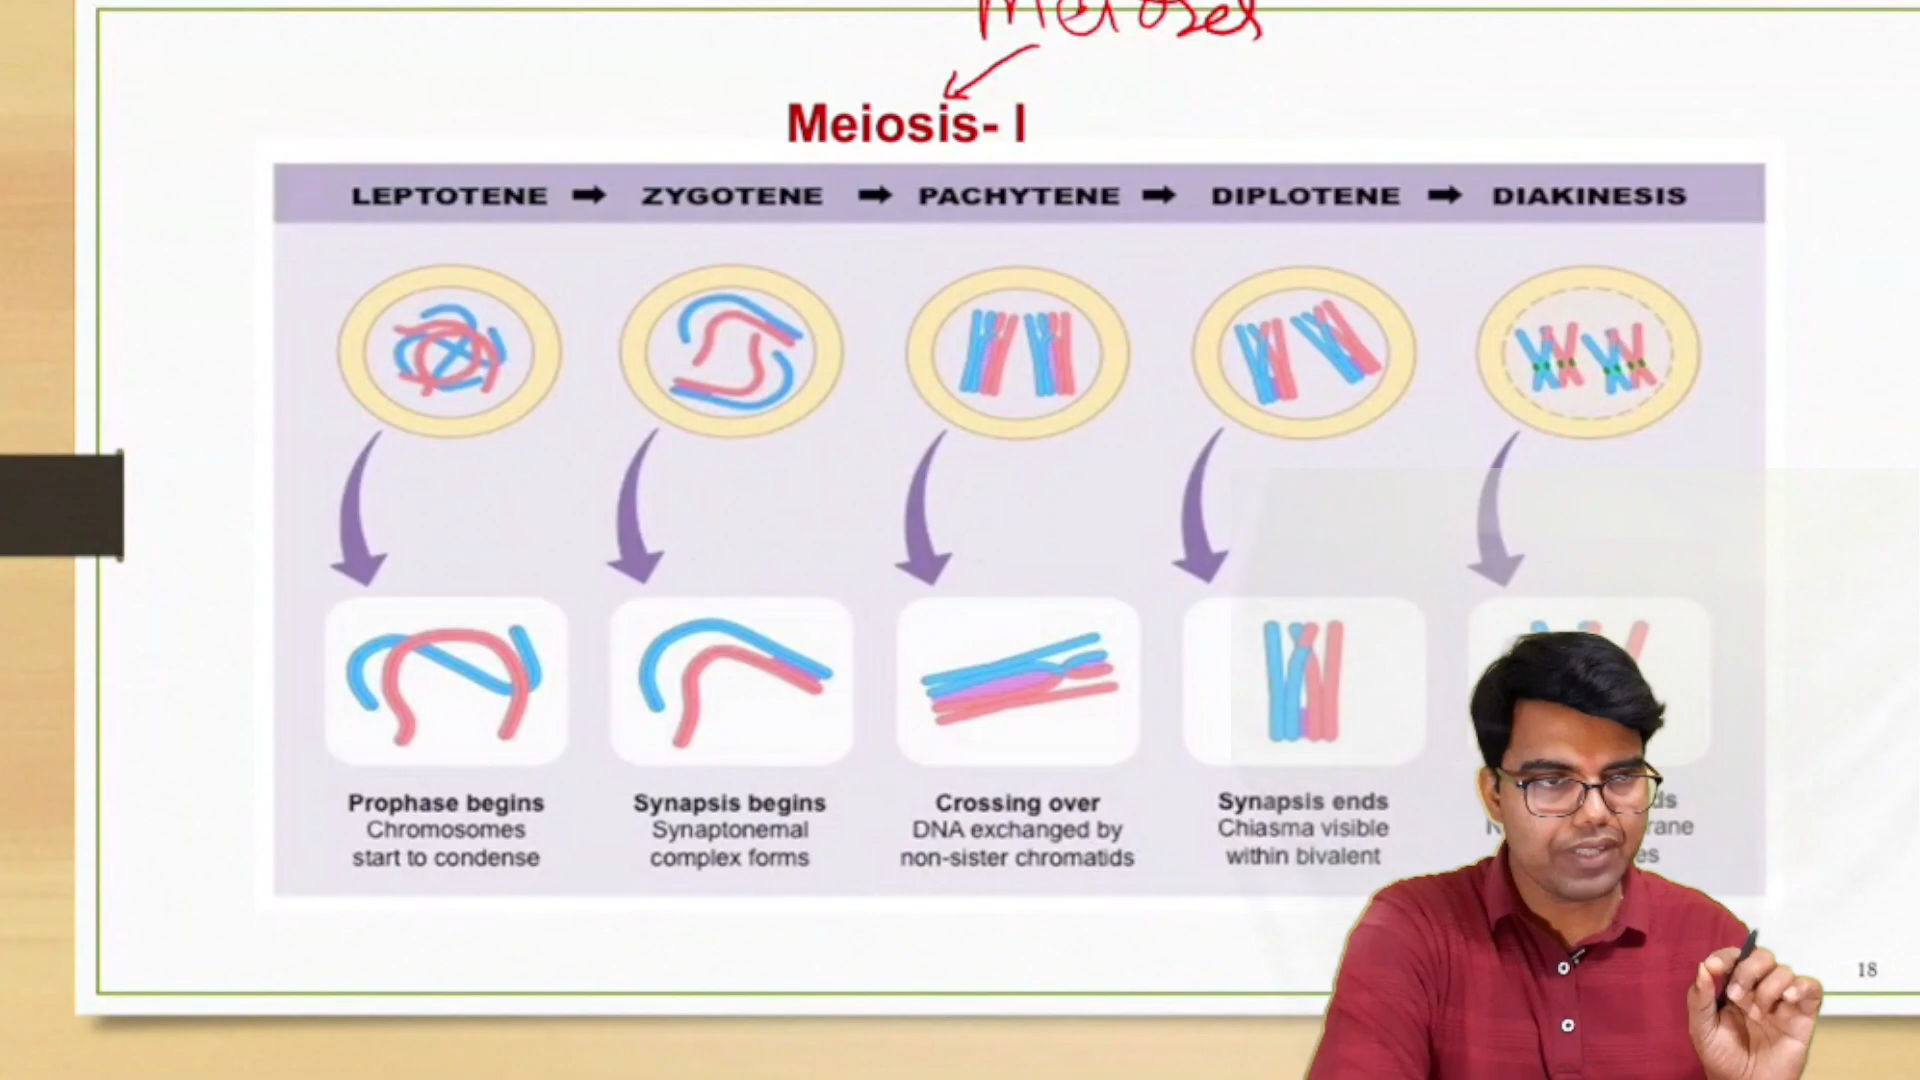 Meioses
Meiosis- I
LEPTOTENE ➡ ZYGOTENE ➡ PACHYTENE ➡ DIPLOTENE ➡ DIAKINESIS
Prophase begins
Chromosomes
start to condense
Synapsis begins
Synaptonemal
complex forms
Crossing over
DNA exchanged by
non-sister chromatids
Synapsis ends
Chiasma visible
within bivalent
18